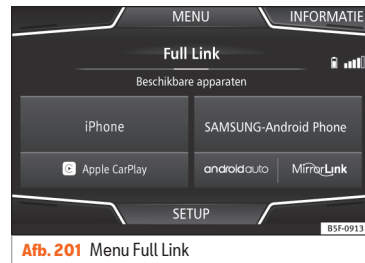 MENU INFORMATIE
Full Link
Beschikbare apparaten
iPhone SAMSUNG-Android Phone
Apple CarPlay androidauto MirrorLink
SETUP
B5F-0913
Afb. 201 Menu Full Link